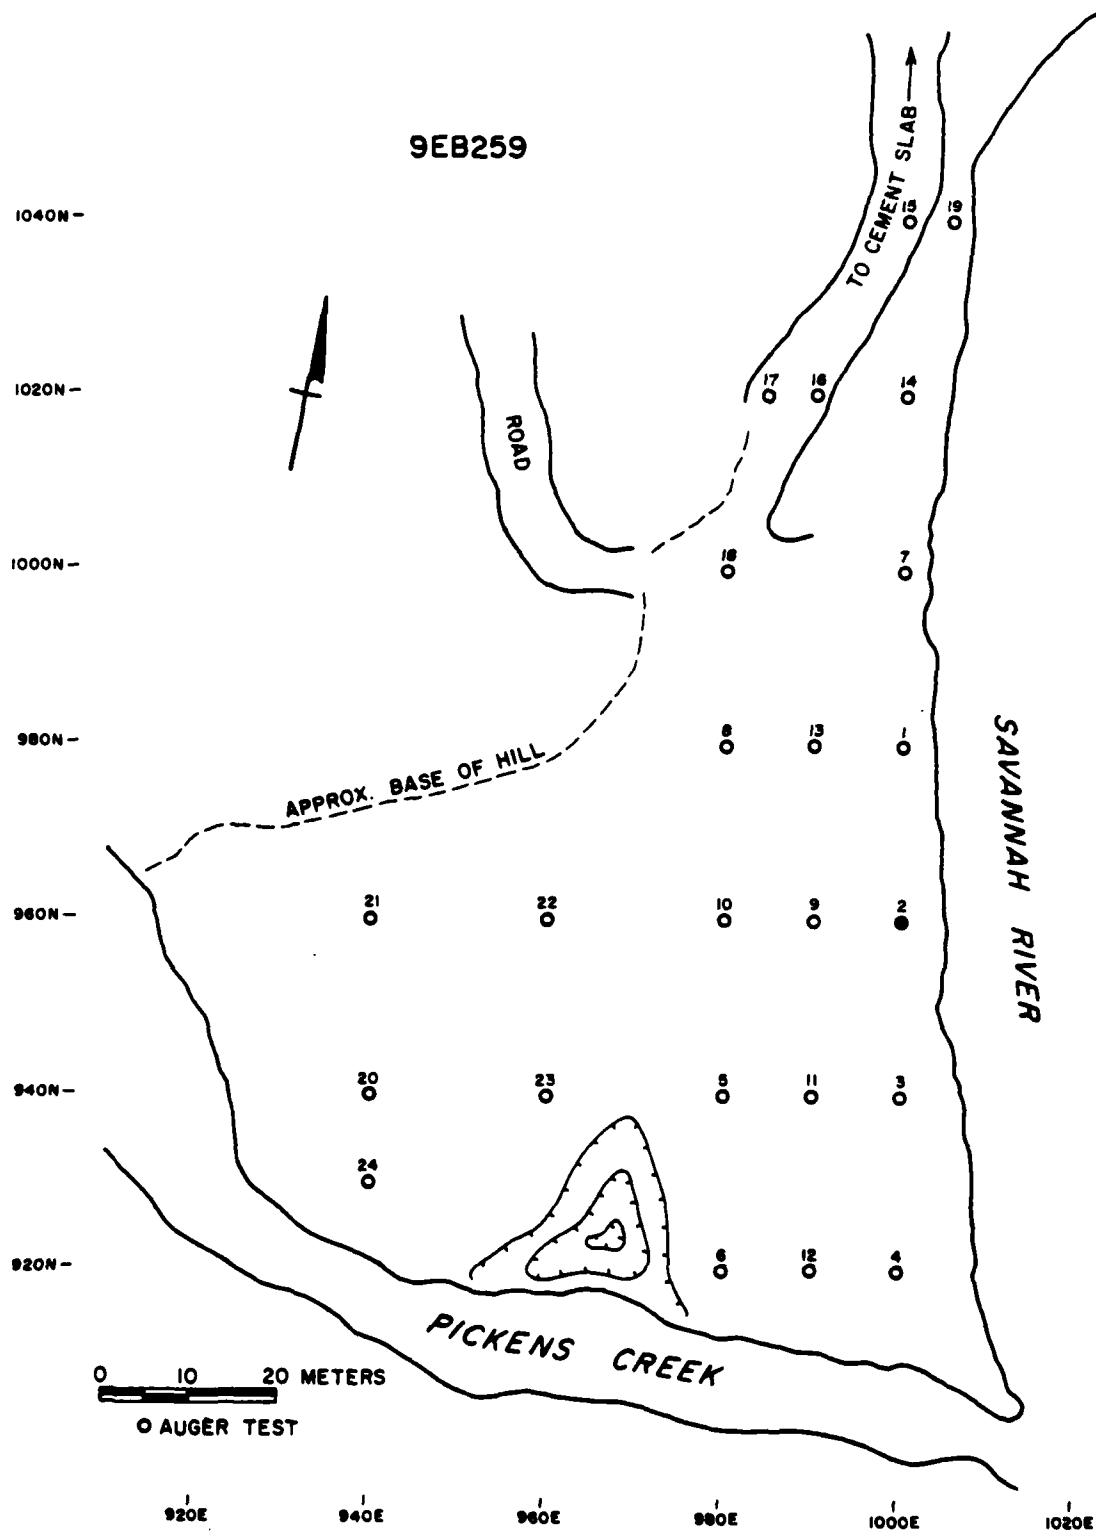 9EB259
TO CEMENT SLAB
1040N
15
19
1020N
17
16
14
ROAD
1000N
18
7
980N
8
13
1
APPROX. BASE OF HILL
SAVANNAH RIVER
960N
21
22
10
9
2
940N
20
23
5
11
3
24
920N
6
12
4
PICKENS CREEK
0 10 20 METERS
O AUGER TEST
920E
940E
960E
980E
1000E
1020E